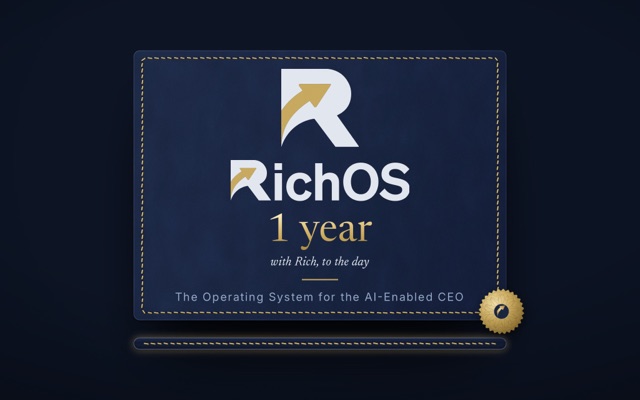 RichOS
1 year
with Rich, to the day
The Operating System for the AI-Enabled CEO